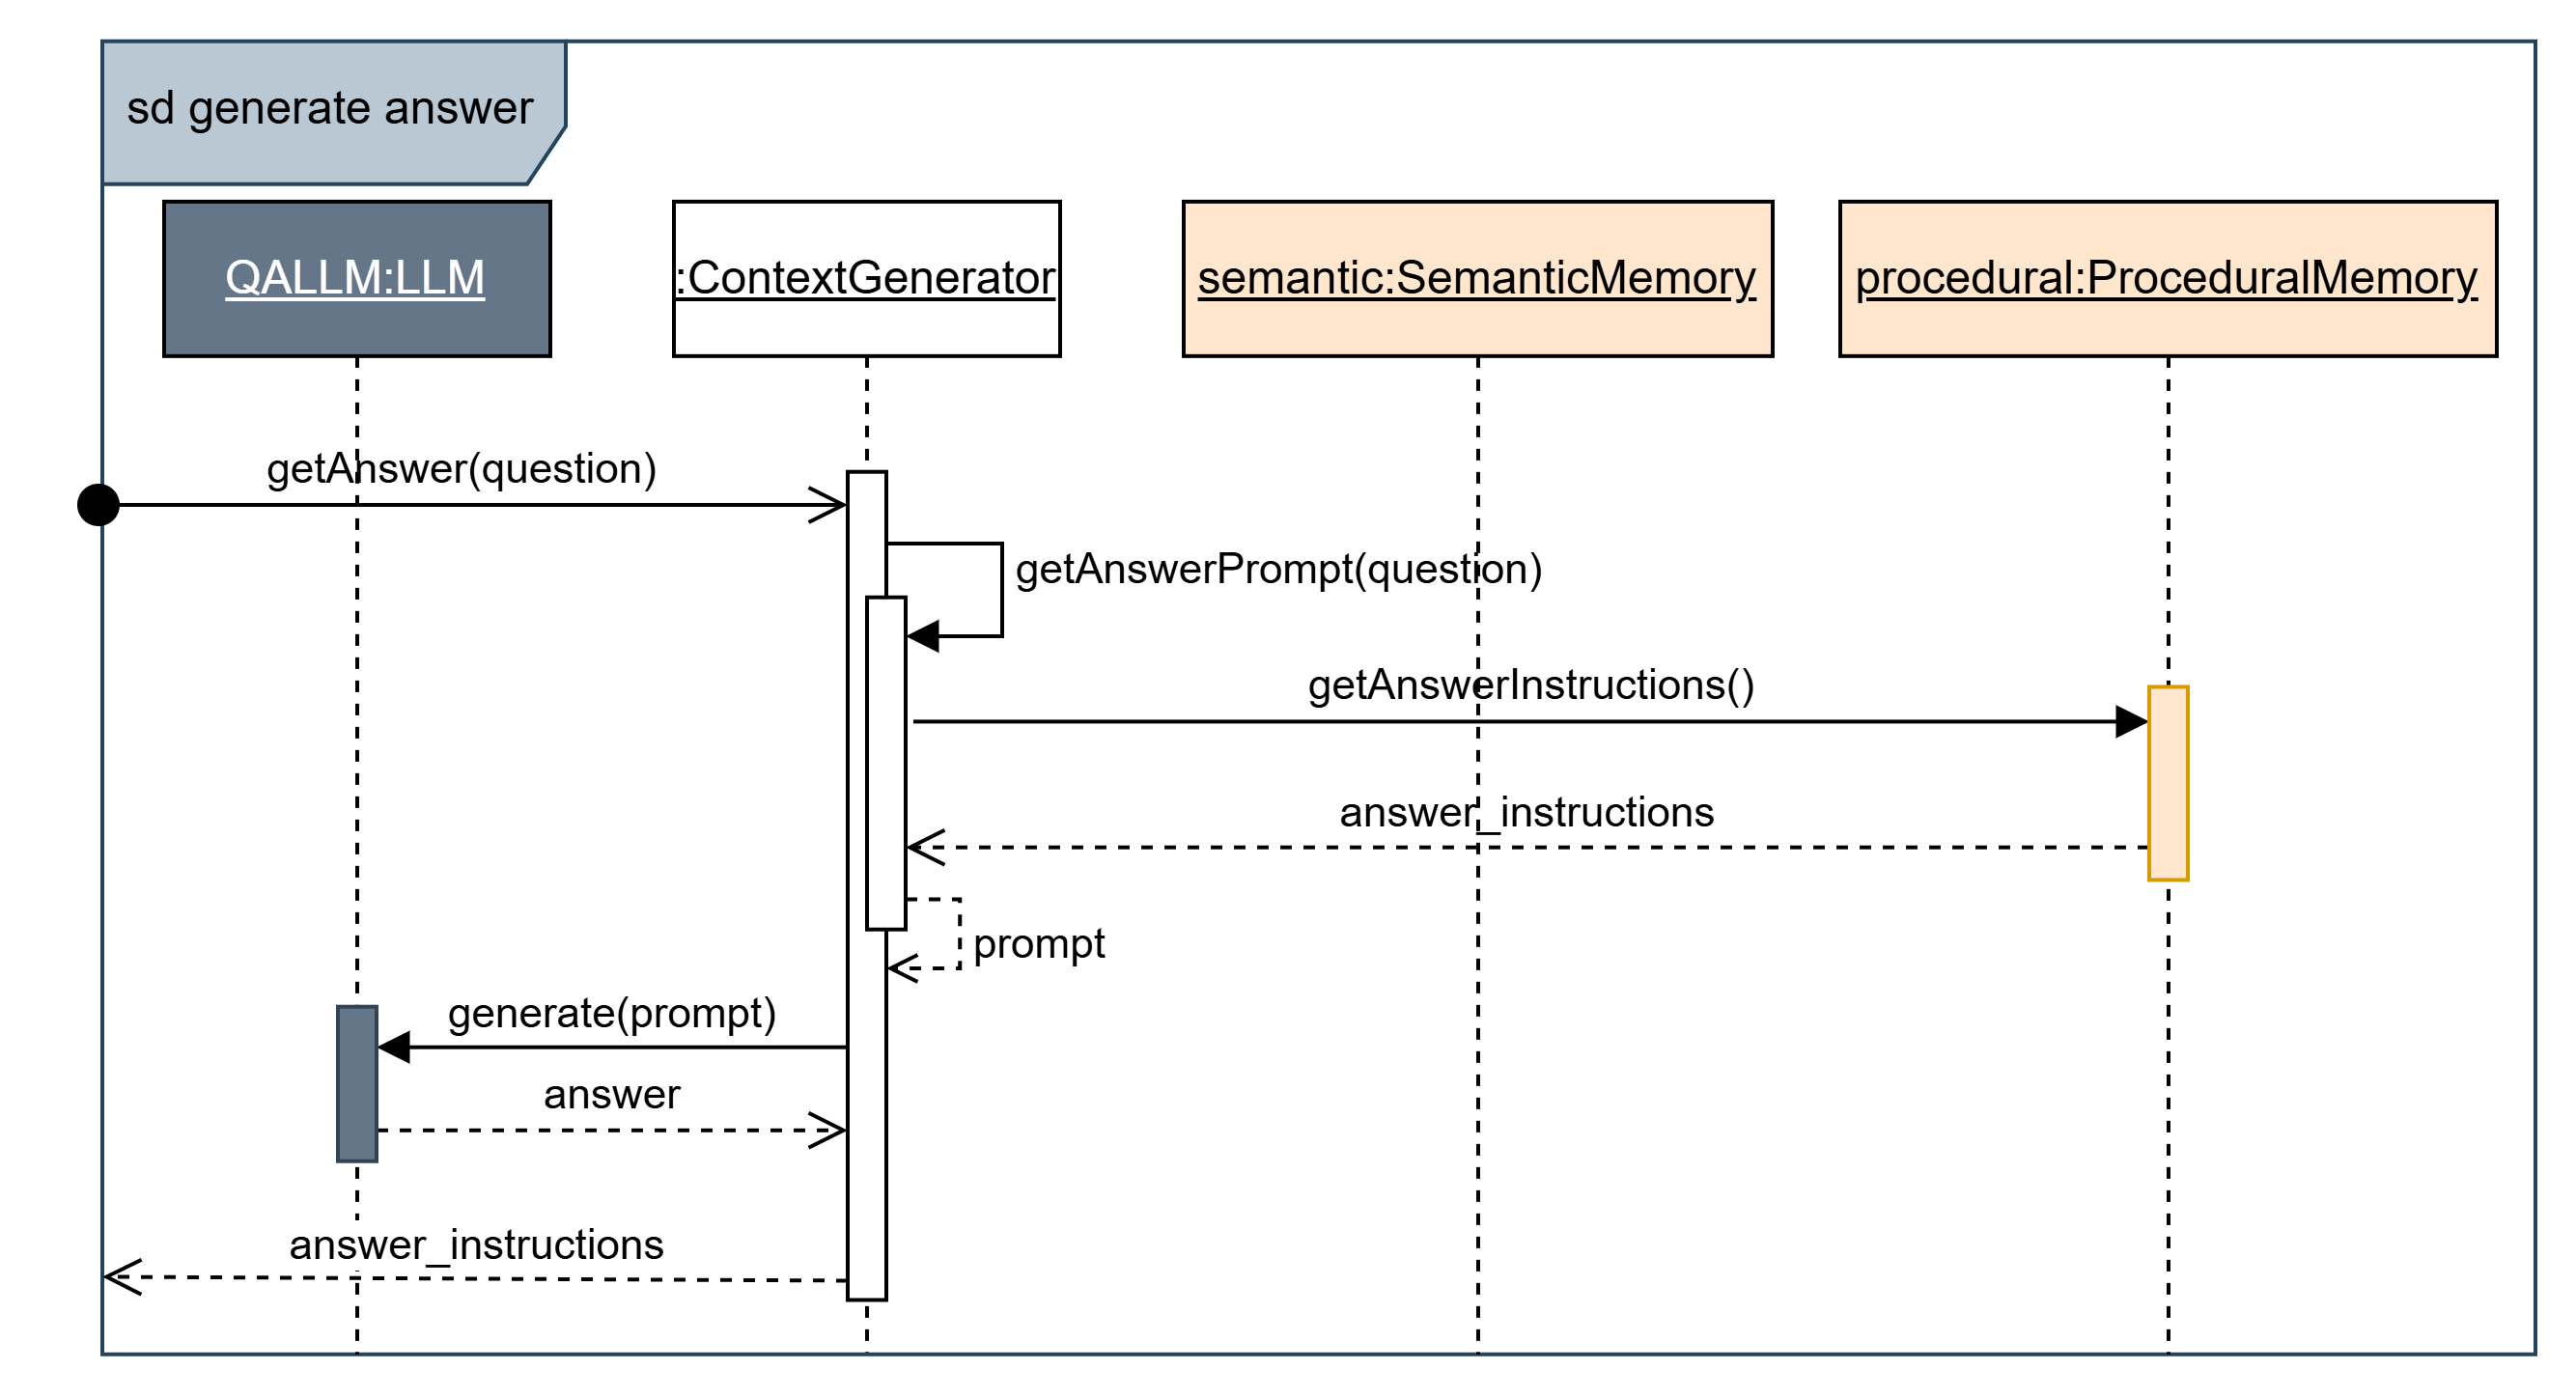 sd generate answer
QALLM:LLM
:ContextGenerator
semantic:SemanticMemory
procedural:ProceduralMemory
getAnswer(question)
getAnswerPrompt(question)
getAnswerInstructions()
answer_instructions
prompt
generate(prompt)
answer
answer_instructions